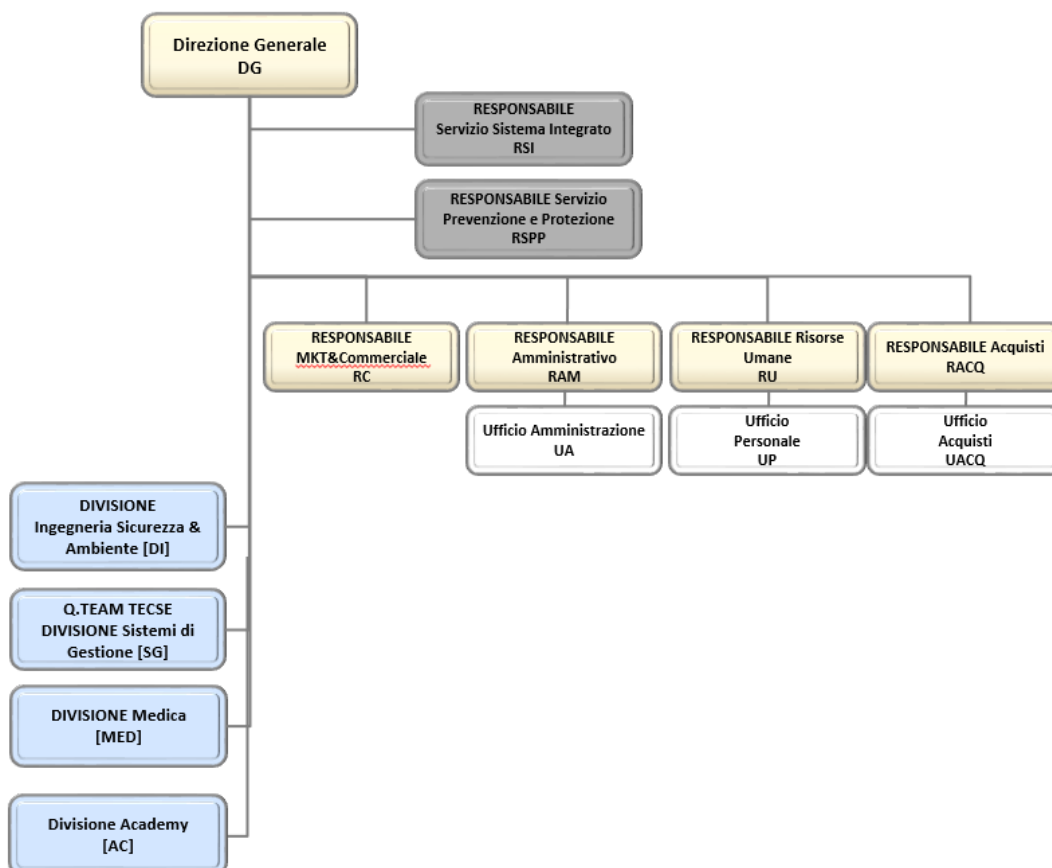 Direzione Generale
DG
RESPONSABILE
Servizio Sistema Integrato
RSI
RESPONSABILE Servizio
Prevenzione e Protezione
RSPP
RESPONSABILE
MKT&Commerciale
RC
RESPONSABILE
Amministrativo
RAM
RESPONSABILE Risorse
Umane
RU
RESPONSABILE Acquisti
RACQ
Ufficio Amministrazione
UA
Ufficio
Personale
UP
Ufficio
Acquisti
UACQ
DIVISIONE
Ingegneria Sicurezza &
Ambiente [DI]
Q.TEAM TECSE
DIVISIONE Sistemi di
Gestione [SG]
DIVISIONE Medica
[MED]
Divisione Academy
[AC]